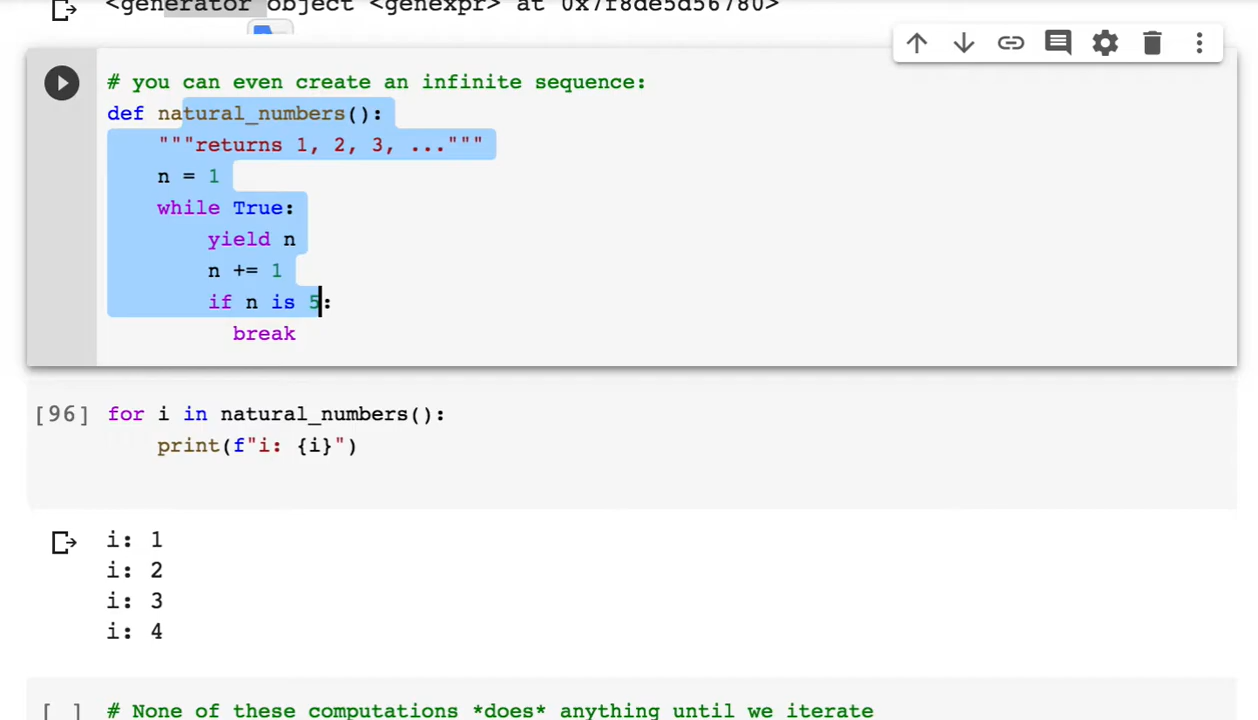 <generator object <genexpr> at 0x7f8de5d56780>
# you can even create an infinite sequence:
def natural_numbers():
    """returns 1, 2, 3, ..."""
    n = 1
    while True:
        yield n
        n += 1
        if n is 5:
          break
[96] for i in natural_numbers():
    print(f"i: {i}")
i: 1
i: 2
i: 3
i: 4
[ ] # None of these computations *does* anything until we iterate